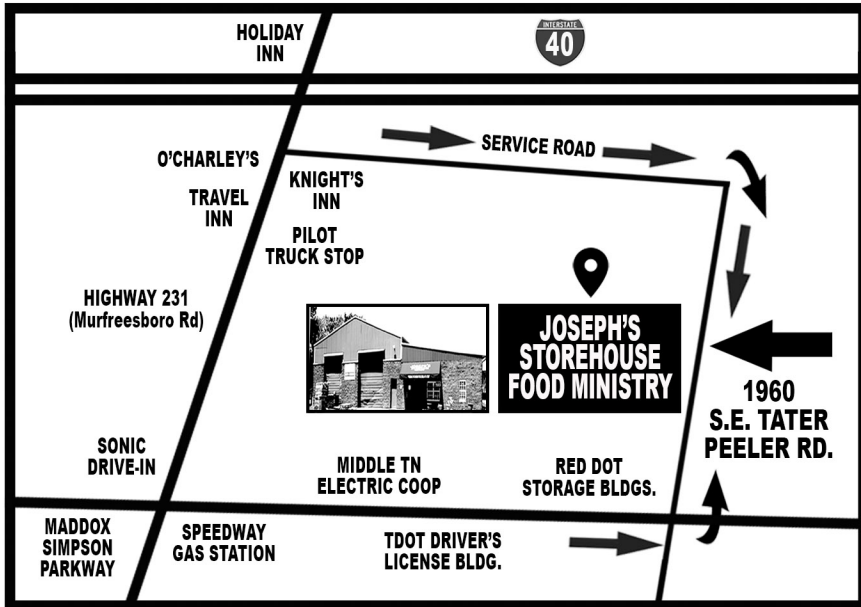 HOLIDAY
INN
INTERSTATE
40
SERVICE ROAD
O'CHARLEY'S
KNIGHT'S
INN
TRAVEL
INN
PILOT
TRUCK STOP
HIGHWAY 231
(Murfreesboro Rd)
JOSEPH'S
STOREHOUSE
FOOD MINISTRY
1960
S.E. TATER
PEELER RD.
SONIC
DRIVE-IN
MIDDLE TN
ELECTRIC COOP
RED DOT
STORAGE BLDGS.
MADDOX
SIMPSON
PARKWAY
SPEEDWAY
GAS STATION
TDOT DRIVER'S
LICENSE BLDG.